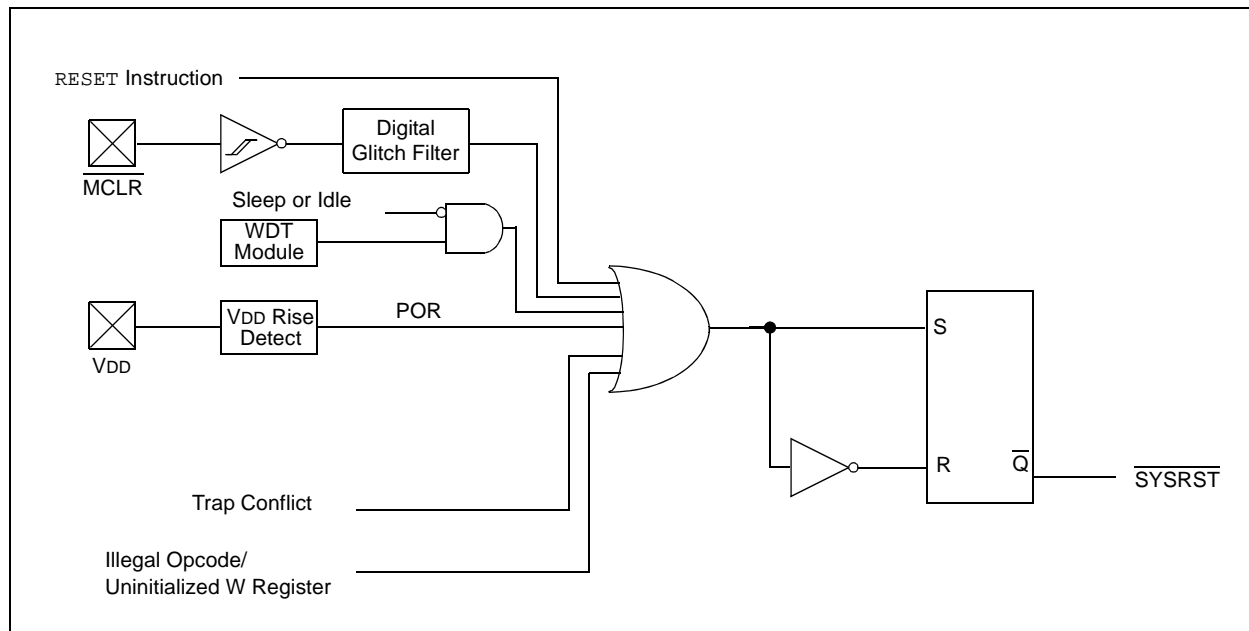 RESET Instruction
Digital
Glitch Filter
MCLR
Sleep or Idle
WDT
Module
VDD Rise
Detect
POR
VDD
S
R
Q
SYSRST
Trap Conflict
Illegal Opcode/
Uninitialized W Register